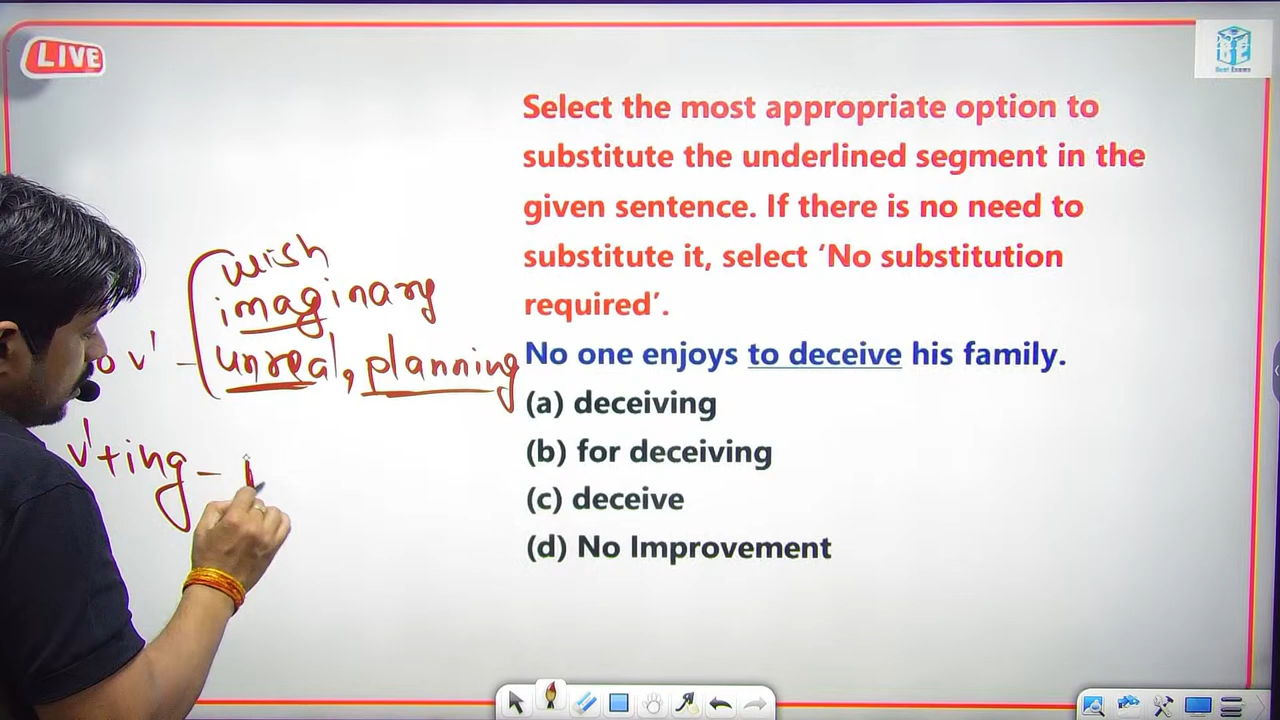 LIVE
Select the most appropriate option to
substitute the underlined segment in the
given sentence. If there is no need to
substitute it, select ‘No substitution
required’.
No one enjoys to deceive his family.
(a) deceiving
(b) for deceiving
(c) deceive
(d) No Improvement
wish
imaginary
o v' - unreal, planning
v'+ing -